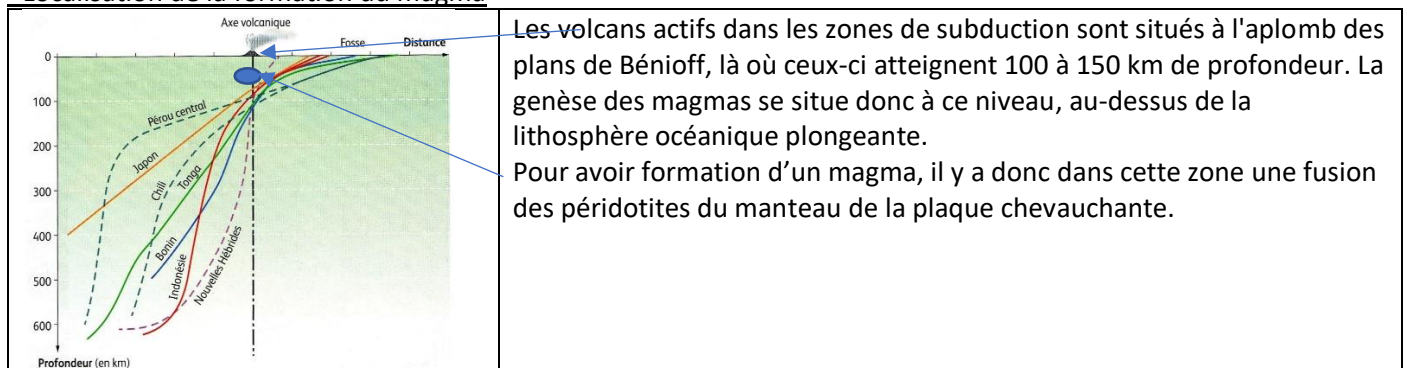 Localisation de la formation du magma
Axe volcanique
Fosse
Distance
0
100
Pérou central
200
Japon
Chili
Tonga
300
400
Bonin
Indonésie
Nouvelles Hébrides
500
600
Profondeur (en km)
Les volcans actifs dans les zones de subduction sont situés à l'aplomb des
plans de Bénioff, là où ceux-ci atteignent 100 à 150 km de profondeur. La
genèse des magmas se situe donc à ce niveau, au-dessus de la
lithosphère océanique plongeante.
Pour avoir formation d’un magma, il y a donc dans cette zone une fusion
des péridotites du manteau de la plaque chevauchante.